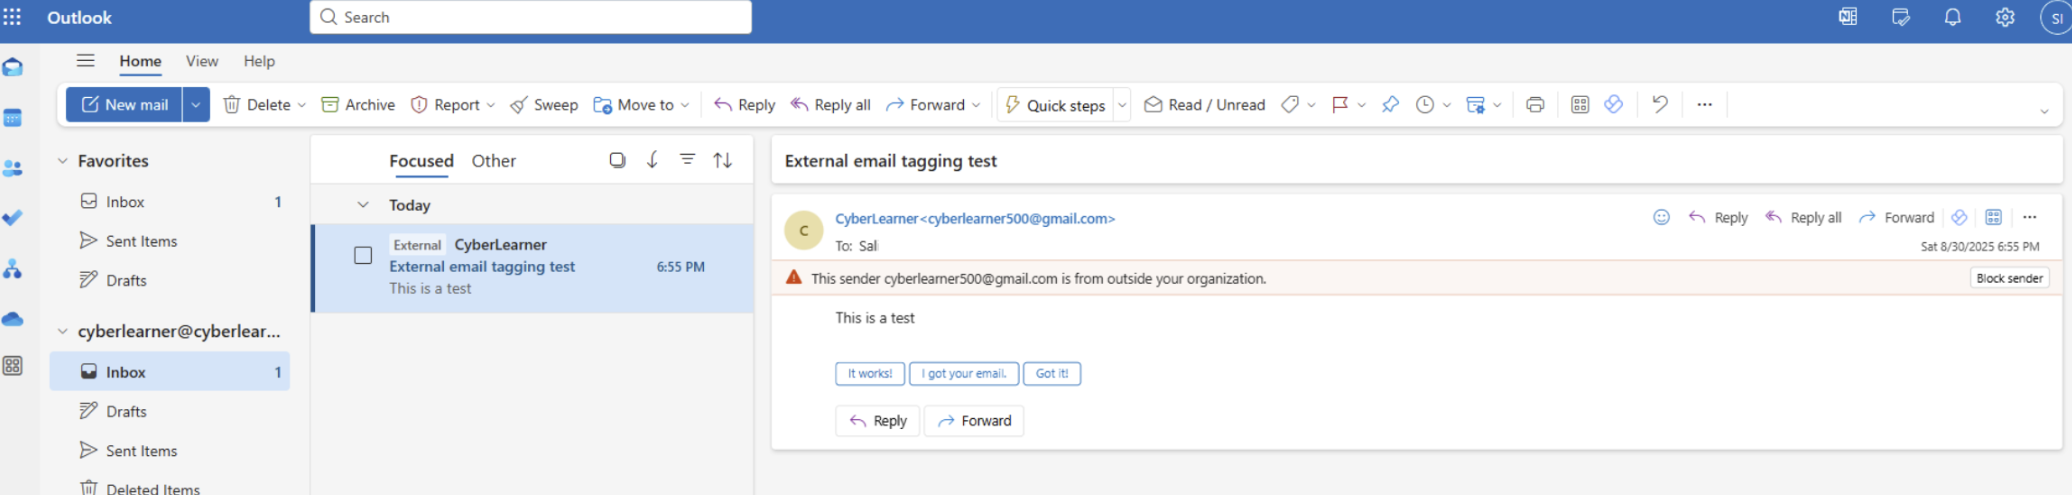 Outlook
Search
SI
Home View Help
New mail Delete Archive Report Sweep Move to Reply Reply all Forward Quick steps Read / Unread
Favorites
Inbox 1
Sent Items
Drafts
cyberlearner@cyberlear...
Inbox 1
Drafts
Sent Items
Deleted Items
Focused Other
Today
External CyberLearner
External email tagging test 6:55 PM
This is a test
External email tagging test
C
CyberLearner<cyberlearner500@gmail.com>
Reply Reply all Forward
To: Sali
Sat 8/30/2025 6:55 PM
This sender cyberlearner500@gmail.com is from outside your organization. Block sender
This is a test
It works! I got your email. Got it!
Reply Forward